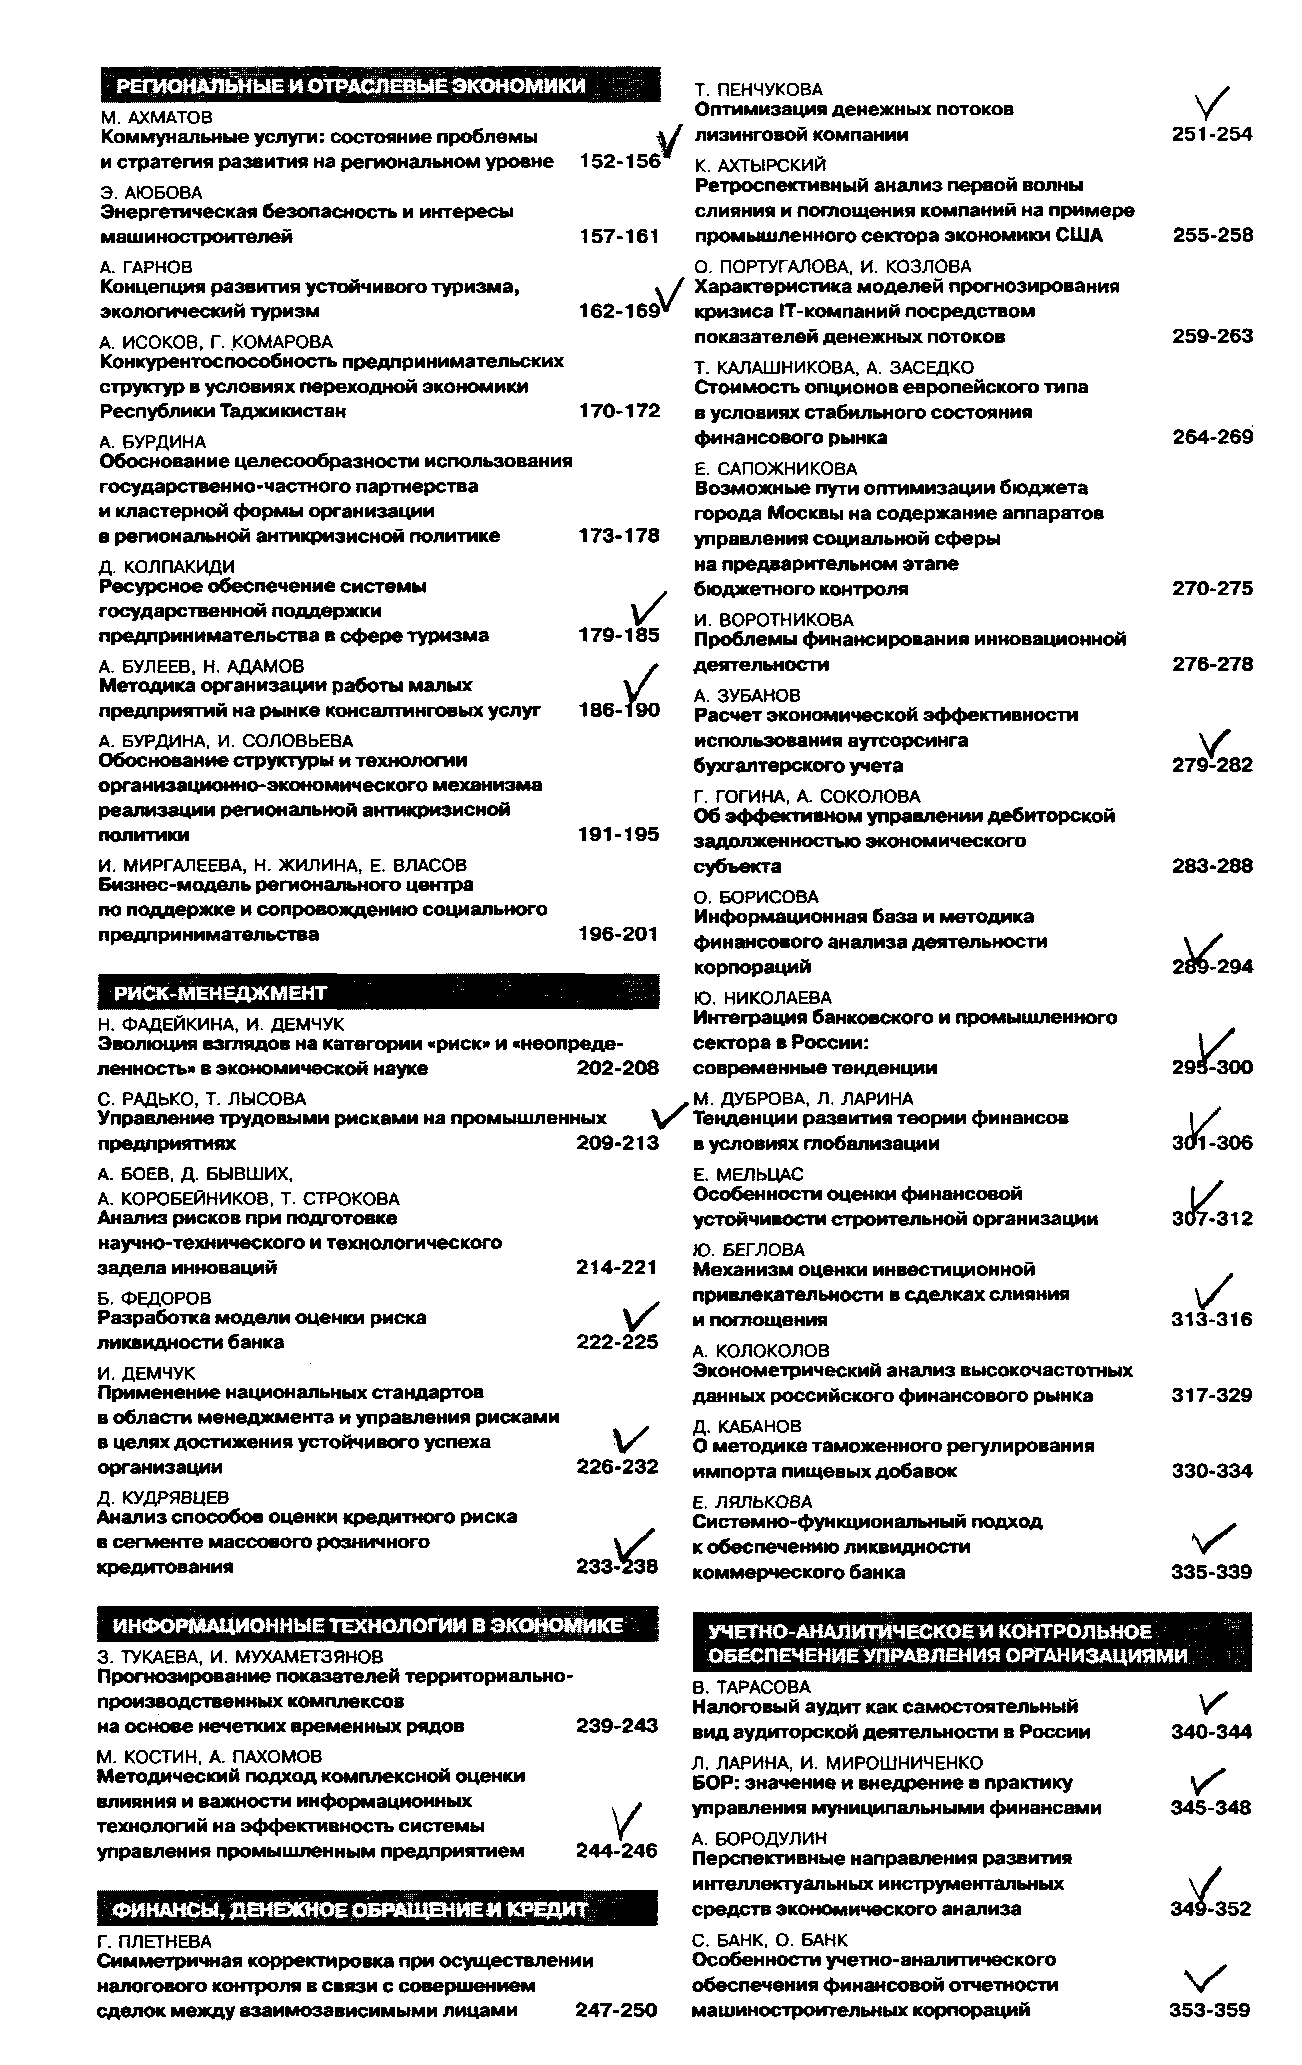 РЕГИОНАЛЬНЫЕ И ОТРАСЛЕВЫЕ ЭКОНОМИКИ
М. АХМАТОВ
Коммунальные услуги: состояние проблемы
и стратегия развития на региональном уровне 152-156
Э. АЮБОВА
Энергетическая безопасность и интересы
машиностроителей 157-161
А. ГАРНОВ
Концепция развития устойчивого туризма,
экологический туризм 162-169
А. ИСОКОВ, Г. КОМАРОВА
Конкурентоспособность предпринимательских
структур в условиях переходной экономики
Республики Таджикистан 170-172
А. БУРДИНА
Обоснование целесообразности использования
государственно-частного партнерства
и кластерной формы организации
в региональной антикризисной политике 173-178
Д. КОЛПАКИДИ
Ресурсное обеспечение системы
государственной поддержки
предпринимательства в сфере туризма 179-185
А. БУЛЕЕВ, Н. АДАМОВ
Методика организации работы малых
предприятий на рынке консалтинговых услуг 186-190
А. БУРДИНА, И. СОЛОВЬЕВА
Обоснование структуры и технологии
организационно-экономического механизма
реализации региональной антикризисной
политики 191-195
И. МИРГАЛЕЕВА, Н. ЖИЛИНА, Е. ВЛАСОВ
Бизнес-модель регионального центра
по поддержке и сопровождению социального
предпринимательства 196-201
РИСК-МЕНЕДЖМЕНТ
Н. ФАДЕЙКИНА, И. ДЕМЧУК
Эволюция взглядов на категории «риск» и «неопреде-
ленность» в экономической науке 202-208
С. РАДЬКО, Т. ЛЫСОВА
Управление трудовыми рисками на промышленных
предприятиях 209-213
А. БОЕВ, Д. БЫВШИХ,
А. КОРОБЕЙНИКОВ, Т. СТРОКОВА
Анализ рисков при подготовке
научно-технического и технологического
задела инноваций 214-221
Б. ФЕДОРОВ
Разработка модели оценки риска
ликвидности банка 222-225
И. ДЕМЧУК
Применение национальных стандартов
в области менеджмента и управления рисками
в целях достижения устойчивого успеха
организации 226-232
Д. КУДРЯВЦЕВ
Анализ способов оценки кредитного риска
в сегменте массового розничного
кредитования 233-238
ИНФОРМАЦИОННЫЕ ТЕХНОЛОГИИ В ЭКОНОМИКЕ
З. ТУКАЕВА, И. МУХАМЕТЗЯНОВ
Прогнозирование показателей территориально-
производственных комплексов
на основе нечетких временных рядов 239-243
М. КОСТИН, А. ПАХОМОВ
Методический подход комплексной оценки
влияния и важности информационных
технологий на эффективность системы
управления промышленным предприятием 244-246
ФИНАНСЫ, ДЕНЕЖНОЕ ОБРАЩЕНИЕ И КРЕДИТ
Г. ПЛЕТНЕВА
Симметричная корректировка при осуществлении
налогового контроля в связи с совершением
сделок между взаимозависимыми лицами 247-250
Т. ПЕНЧУКОВА
Оптимизация денежных потоков
лизинговой компании 251-254
К. АХТЫРСКИЙ
Ретроспективный анализ первой волны
слияния и поглощения компаний на примере
промышленного сектора экономики США 255-258
О. ПОРТУГАЛОВА, И. КОЗЛОВА
Характеристика моделей прогнозирования
кризиса IT-компаний посредством
показателей денежных потоков 259-263
Т. КАЛАШНИКОВА, А. ЗАСЕДКО
Стоимость опционов европейского типа
в условиях стабильного состояния
финансового рынка 264-269
Е. САПОЖНИКОВА
Возможные пути оптимизации бюджета
города Москвы на содержание аппаратов
управления социальной сферы
на предварительном этапе
бюджетного контроля 270-275
И. ВОРОТНИКОВА
Проблемы финансирования инновационной
деятельности 276-278
А. ЗУБАНОВ
Расчет экономической эффективности
использования аутсорсинга
бухгалтерского учета 279-282
Г. ГОГИНА, А. СОКОЛОВА
Об эффективном управлении дебиторской
задолженностью экономического
субъекта 283-288
О. БОРИСОВА
Информационная база и методика
финансового анализа деятельности
корпораций 289-294
Ю. НИКОЛАЕВА
Интеграция банковского и промышленного
сектора в России:
современные тенденции 295-300
М. ДУБРОВА, Л. ЛАРИНА
Тенденции развития теории финансов
в условиях глобализации 301-306
Е. МЕЛЬЦАС
Особенности оценки финансовой
устойчивости строительной организации 307-312
Ю. БЕГЛОВА
Механизм оценки инвестиционной
привлекательности в сделках слияния
и поглощения 313-316
А. КОЛОКОЛОВ
Эконометрический анализ высокочастотных
данных российского финансового рынка 317-329
Д. КАБАНОВ
О методике таможенного регулирования
импорта пищевых добавок 330-334
Е. ЛЯЛЬКОВА
Системно-функциональный подход
к обеспечению ликвидности
коммерческого банка 335-339
УЧЕТНО-АНАЛИТИЧЕСКОЕ И КОНТРОЛЬНОЕ
ОБЕСПЕЧЕНИЕ УПРАВЛЕНИЯ ОРГАНИЗАЦИЯМИ
В. ТАРАСОВА
Налоговый аудит как самостоятельный
вид аудиторской деятельности в России 340-344
Л. ЛАРИНА, И. МИРОШНИЧЕНКО
БОР: значение и внедрение в практику
управления муниципальными финансами 345-348
А. БОРОДУЛИН
Перспективные направления развития
интеллектуальных инструментальных
средств экономического анализа 349-352
С. БАНК, О. БАНК
Особенности учетно-аналитического
обеспечения финансовой отчетности
машиностроительных корпораций 353-359